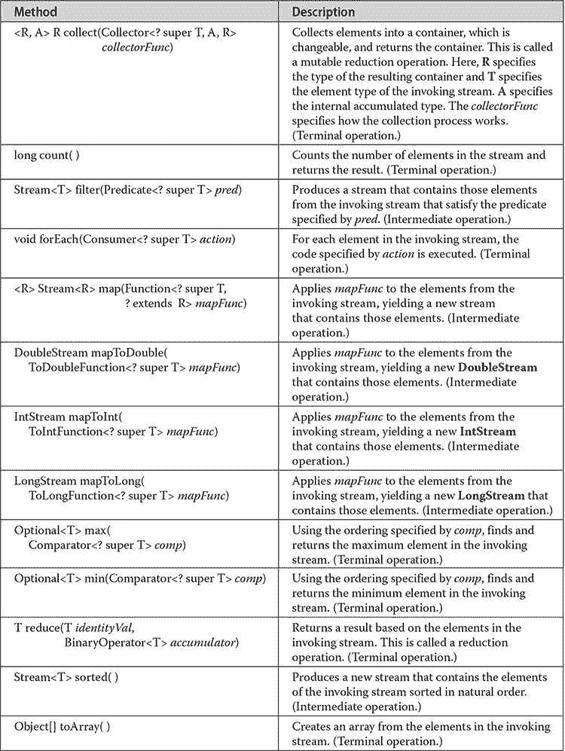 Method
Description
<R, A> R collect(Collector<? super T, A, R>
collectorFunc)
Collects elements into a container, which is
changeable, and returns the container. This is called
a mutable reduction operation. Here, R specifies
the type of the resulting container and T specifies
the element type of the invoking stream. A specifies
the internal accumulated type. The collectorFunc
specifies how the collection process works.
(Terminal operation.)
long count( )
Counts the number of elements in the stream and
returns the result. (Terminal operation.)
Stream<T> filter(Predicate<? super T> pred)
Produces a stream that contains those elements
from the invoking stream that satisfy the predicate
specified by pred. (Intermediate operation.)
void forEach(Consumer<? super T> action)
For each element in the invoking stream, the
code specified by action is executed. (Terminal
operation.)
<R> Stream<R> map(Function<? super T,
? extends R> mapFunc)
Applies mapFunc to the elements from the
invoking stream, yielding a new stream
that contains those elements. (Intermediate
operation.)
DoubleStream mapToDouble(
ToDoubleFunction<? super T> mapFunc)
Applies mapFunc to the elements from the
invoking stream, yielding a new DoubleStream
that contains those elements. (Intermediate
operation.)
IntStream mapToInt(
ToIntFunction<? super T> mapFunc)
Applies mapFunc to the elements from the
invoking stream, yielding a new IntStream
that contains those elements. (Intermediate
operation.)
LongStream mapToLong(
ToLongFunction<? super T> mapFunc)
Applies mapFunc to the elements from the
invoking stream, yielding a new LongStream that
contains those elements. (Intermediate operation.)
Optional<T> max(
Comparator<? super T> comp)
Using the ordering specified by comp, finds and
returns the maximum element in the invoking
stream. (Terminal operation.)
Optional<T> min(Comparator<? super T> comp)
Using the ordering specified by comp, finds and
returns the minimum element in the invoking
stream. (Terminal operation.)
T reduce(T identityVal,
BinaryOperator<T> accumulator)
Returns a result based on the elements in the
invoking stream. This is called a reduction
operation. (Terminal operation.)
Stream<T> sorted( )
Produces a new stream that contains the elements
of the invoking stream sorted in natural order.
(Intermediate operation.)
Object[] toArray( )
Creates an array from the elements in the invoking
stream. (Terminal operation.)